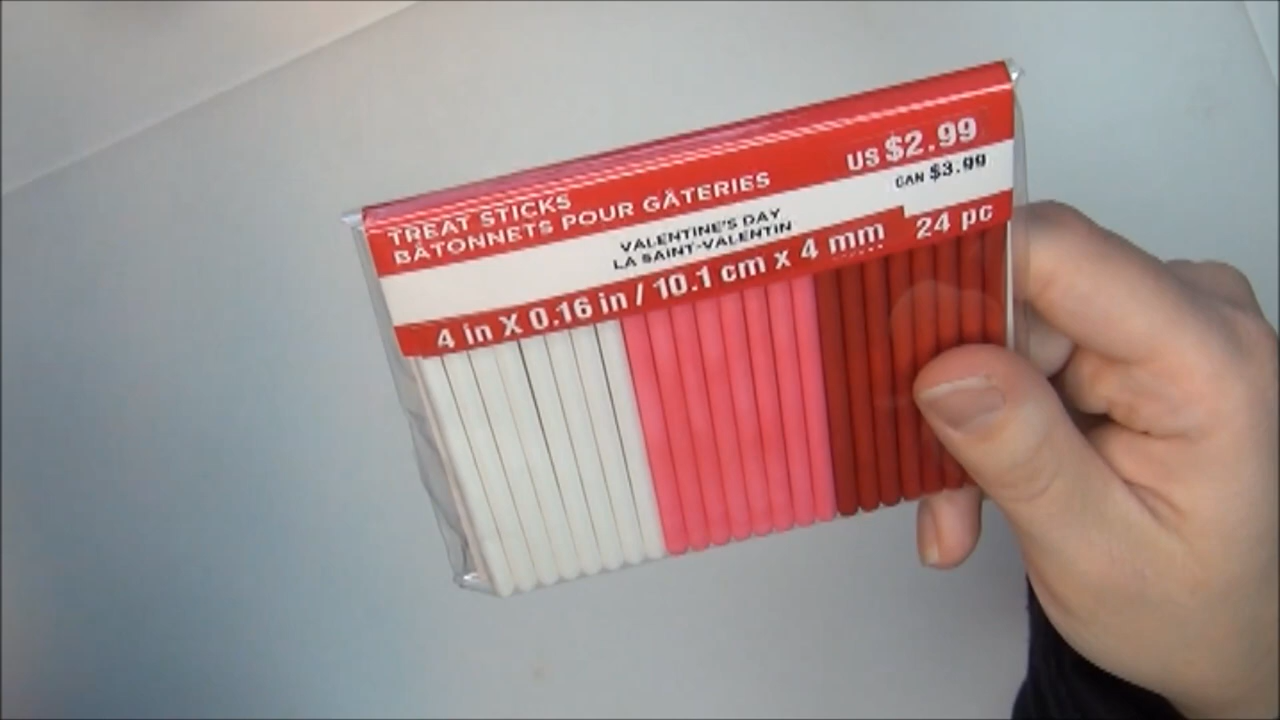 TREAT STICKS
BÂTONNETS POUR GÂTERIES
US $2.99
CAN $3.99
VALENTINE'S DAY
LA SAINT-VALENTIN
4 in X 0.16 in / 10.1 cm x 4 mm
24 pc